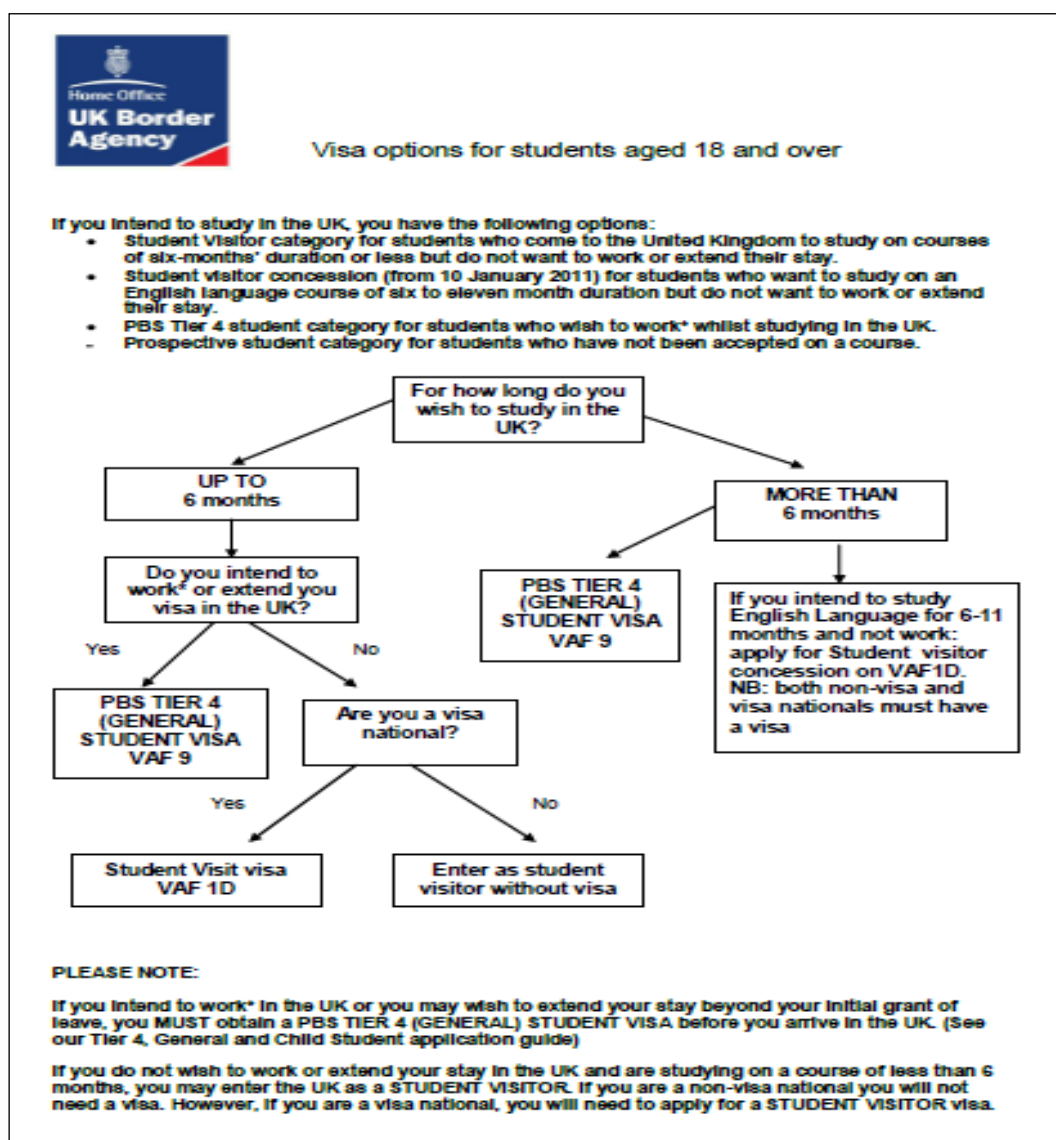 Home Office
UK Border
Agency
Visa options for students aged 18 and over
If you intend to study in the UK, you have the following options:
• Student Visitor category for students who come to the United Kingdom to study on courses
of six-months' duration or less but do not want to work or extend their stay.
• Student visitor concession (from 10 January 2011) for students who want to study on an
English language course of six to eleven month duration but do not want to work or extend
their stay.
• PBS Tier 4 student category for students who wish to work* whilst studying in the UK.
- Prospective student category for students who have not been accepted on a course.
For how long do you
wish to study in the
UK?
UP TO
6 months
MORE THAN
6 months
Do you intend to
work* or extend you
visa in the UK?
PBS TIER 4
(GENERAL)
STUDENT VISA
VAF 9
If you intend to study
English Language for 6-11
months and not work:
apply for Student visitor
concession on VAF1D.
NB: both non-visa and
visa nationals must have
a visa
Yes
No
PBS TIER 4
(GENERAL)
STUDENT VISA
VAF 9
Are you a visa
national?
Yes
No
Student Visit visa
VAF 1D
Enter as student
visitor without visa
PLEASE NOTE:
If you intend to work* in the UK or you may wish to extend your stay beyond your initial grant of
leave, you MUST obtain a PBS TIER 4 (GENERAL) STUDENT VISA before you arrive in the UK. (See
our Tier 4, General and Child Student application guide)
If you do not wish to work or extend your stay in the UK and are studying on a course of less than 6
months, you may enter the UK as a STUDENT VISITOR. If you are a non-visa national you will not
need a visa. However, if you are a visa national, you will need to apply for a STUDENT VISITOR visa.